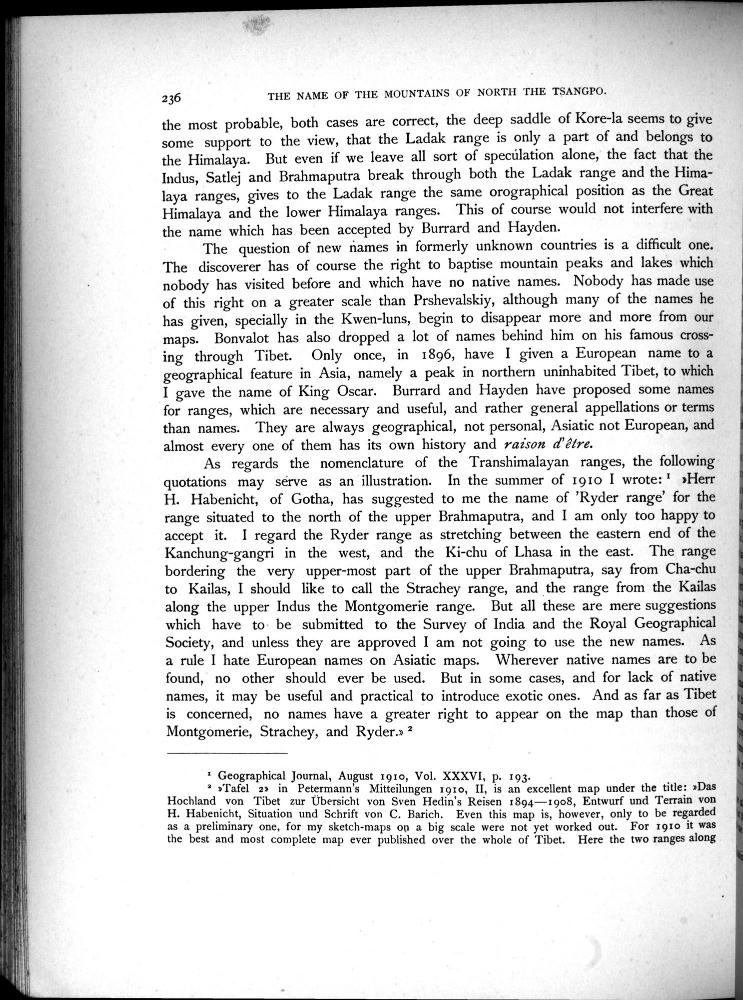 236 THE NAME OF THE MOUNTAINS OF NORTH THE TSANGPO.
the most probable, both cases are correct, the deep saddle of Kore-la seems to give
some support to the view, that the Ladak range is only a part of and belongs to
the Himalaya. But even if we leave all sort of speculation alone, the fact that the
Indus, Satlej and Brahmaputra break through both the Ladak range and the Hima-
laya ranges, gives to the Ladak range the same orographical position as the Great
Himalaya and the lower Himalaya ranges. This of course would not interfere with
the name which has been accepted by Burrard and Hayden.
The question of new names in formerly unknown countries is a difficult one.
The discoverer has of course the right to baptise mountain peaks and lakes which
nobody has visited before and which have no native names. Nobody has made use
of this right on a greater scale than Prshevalskiy, although many of the names he
has given, specially in the Kwen-luns, begin to disappear more and more from our
maps. Bonvalot has also dropped a lot of names behind him on his famous cross-
ing through Tibet. Only once, in 1896, have I given a European name to a
geographical feature in Asia, namely a peak in northern uninhabited Tibet, to which
I gave the name of King Oscar. Burrard and Hayden have proposed some names
for ranges, which are necessary and useful, and rather general appellations or terms
than names. They are always geographical, not personal, Asiatic not European, and
almost every one of them has its own history and raison d'être.
As regards the nomenclature of the Transhimalayan ranges, the following
quotations may serve as an illustration. In the summer of 1910 I wrote: ¹ »Herr
H. Habenicht, of Gotha, has suggested to me the name of 'Ryder range' for the
range situated to the north of the upper Brahmaputra, and I am only too happy to
accept it. I regard the Ryder range as stretching between the eastern end of the
Kanchung-gangri in the west, and the Ki-chu of Lhasa in the east. The range
bordering the very upper-most part of the upper Brahmaputra, say from Cha-chu
to Kailas, I should like to call the Strachey range, and the range from the Kailas
along the upper Indus the Montgomerie range. But all these are mere suggestions
which have to be submitted to the Survey of India and the Royal Geographical
Society, and unless they are approved I am not going to use the new names. As
a rule I hate European names on Asiatic maps. Wherever native names are to be
found, no other should ever be used. But in some cases, and for lack of native
names, it may be useful and practical to introduce exotic ones. And as far as Tibet
is concerned, no names have a greater right to appear on the map than those of
Montgomerie, Strachey, and Ryder.» ²
¹ Geographical Journal, August 1910, Vol. XXXVI, p. 193.
² »Tafel 2» in Petermann's Mitteilungen 1910, II, is an excellent map under the title: »Das
Hochland von Tibet zur Übersicht von Sven Hedin's Reisen 1894—1908, Entwurf und Terrain von
H. Habenicht, Situation und Schrift von C. Barich. Even this map is, however, only to be regarded
as a preliminary one, for my sketch-maps on a big scale were not yet worked out. For 1910 it was
the best and most complete map ever published over the whole of Tibet. Here the two ranges along